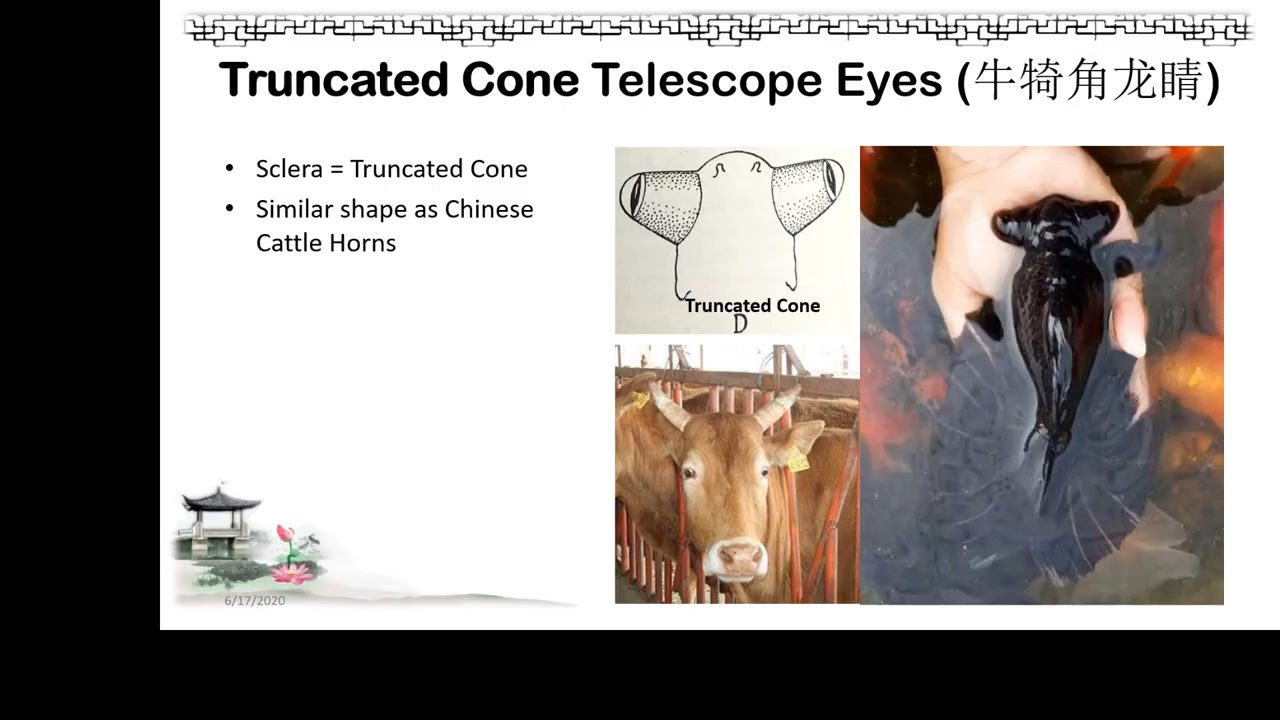 Truncated Cone Telescope Eyes (牛犄角龙睛)
• Sclera = Truncated Cone
• Similar shape as Chinese
Cattle Horns
Truncated Cone
D
6/17/2020